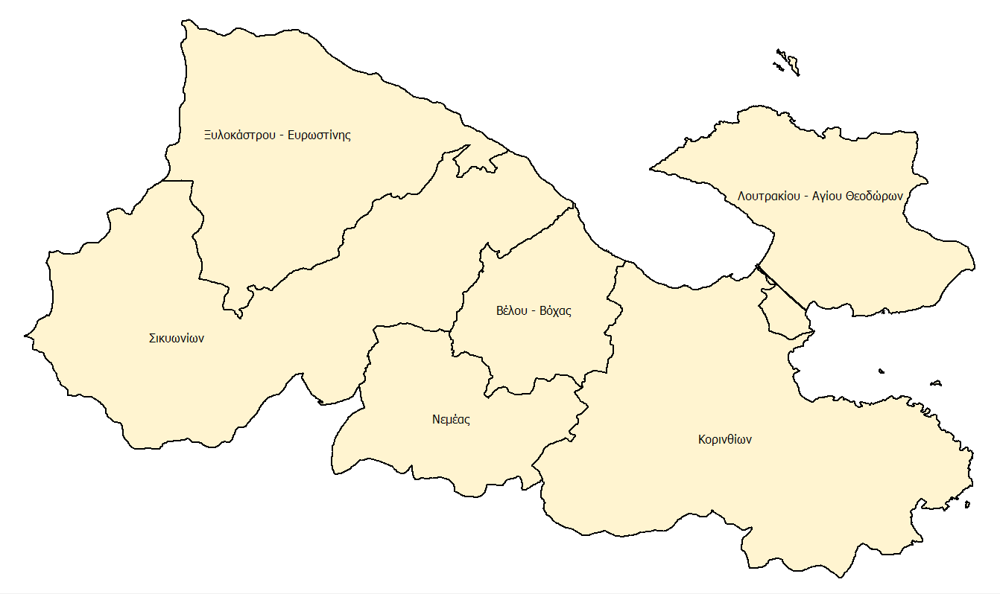 Ξυλοκάστρου - Ευρωστίνης
Λουτρακίου - Αγίου Θεοδώρων
Βέλου - Βόχας
Σικυωνίων
Νεμέας
Κορινθίων